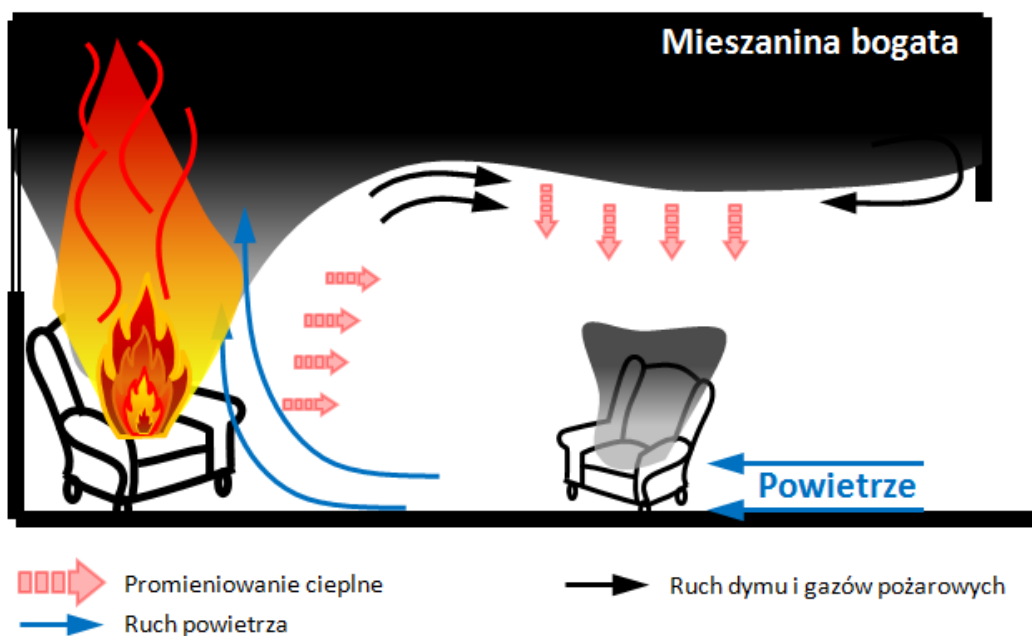 Mieszanina bogata
Powietrze
Promieniowanie cieplne
Ruch dymu i gazów pożarowych
Ruch powietrza